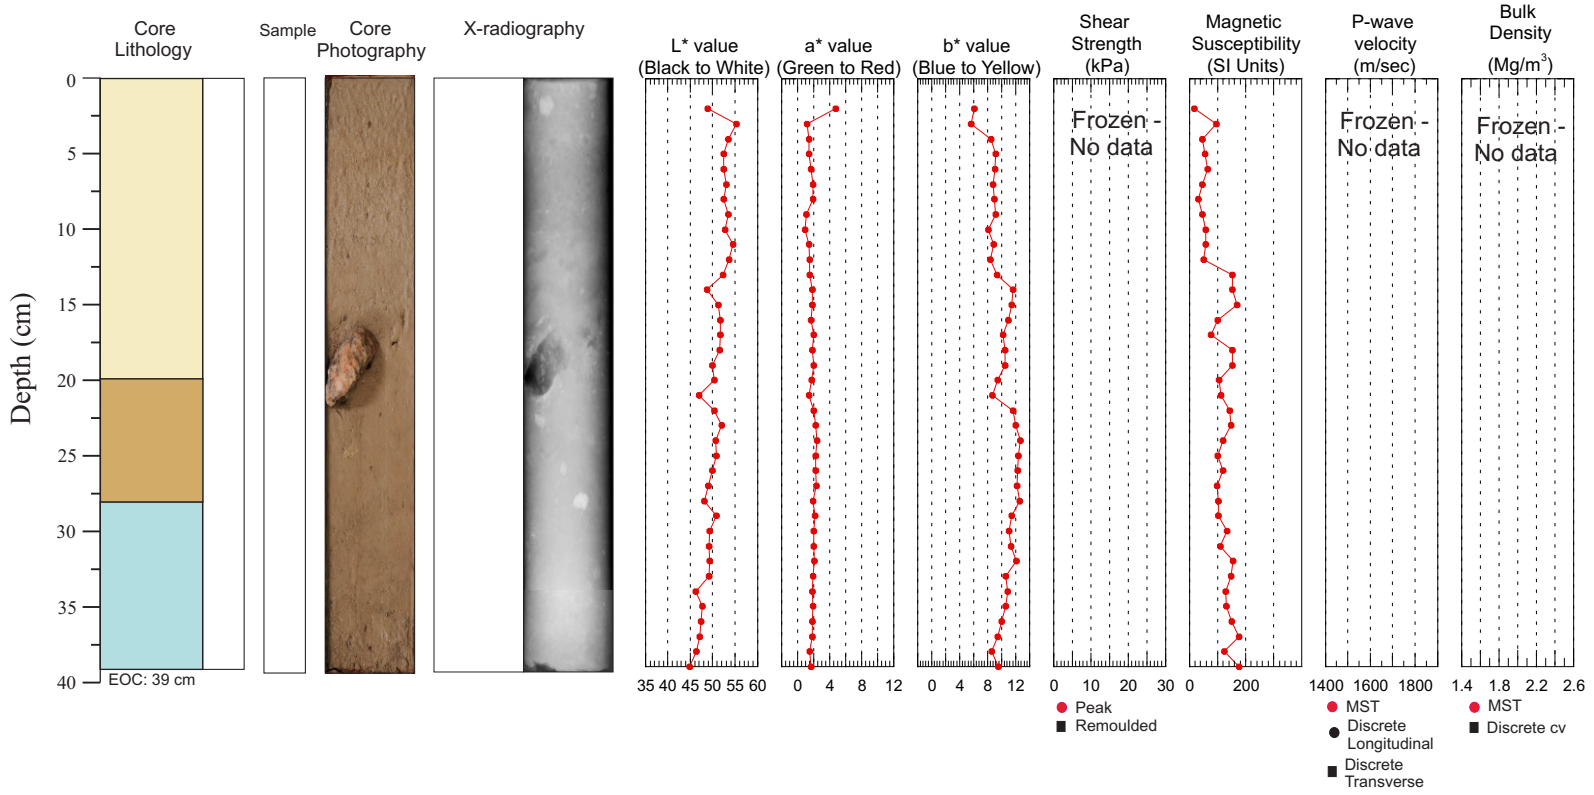 Core
Lithology
Sample
Core
Photography
X-radiography
L* value
(Black to White)
a* value
(Green to Red)
b* value
(Blue to Yellow)
Shear
Strength
(kPa)
Magnetic
Susceptibility
(SI Units)
P-wave
velocity
(m/sec)
Bulk
Density
(Mg/m³)
Depth (cm)
0
5
10
15
20
25
30
35
40
EOC: 39 cm
Frozen -
No data
Frozen -
No data
Frozen -
No data
35 40 45 50 55 60
0 4 8 12
0 4 8 12
0 10 20 30
0 200
1400 1600 1800
1.4 1.8 2.2 2.6
Peak
Remoulded
MST
Discrete
Longitudinal
Discrete
Transverse
MST
Discrete cv